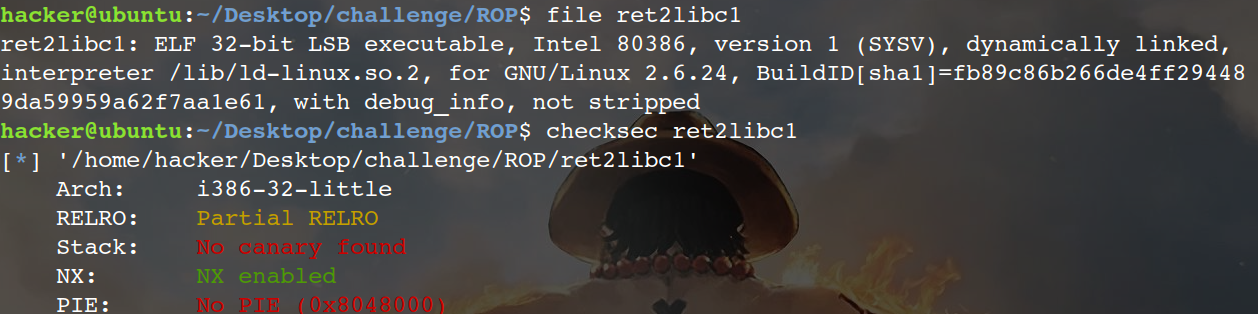 hacker@ubuntu:~/Desktop/challenge/ROP$ file ret2libc1
ret2libc1: ELF 32-bit LSB executable, Intel 80386, version 1 (SYSV), dynamically linked,
interpreter /lib/ld-linux.so.2, for GNU/Linux 2.6.24, BuildID[sha1]=fb89c86b266de4ff29448
9da59959a62f7aa1e61, with debug_info, not stripped
hacker@ubuntu:~/Desktop/challenge/ROP$ checksec ret2libc1
[*] '/home/hacker/Desktop/challenge/ROP/ret2libc1'
    Arch:     i386-32-little
    RELRO:    Partial RELRO
    Stack:    No canary found
    NX:       NX enabled
    PIE:      No PIE (0x8048000)